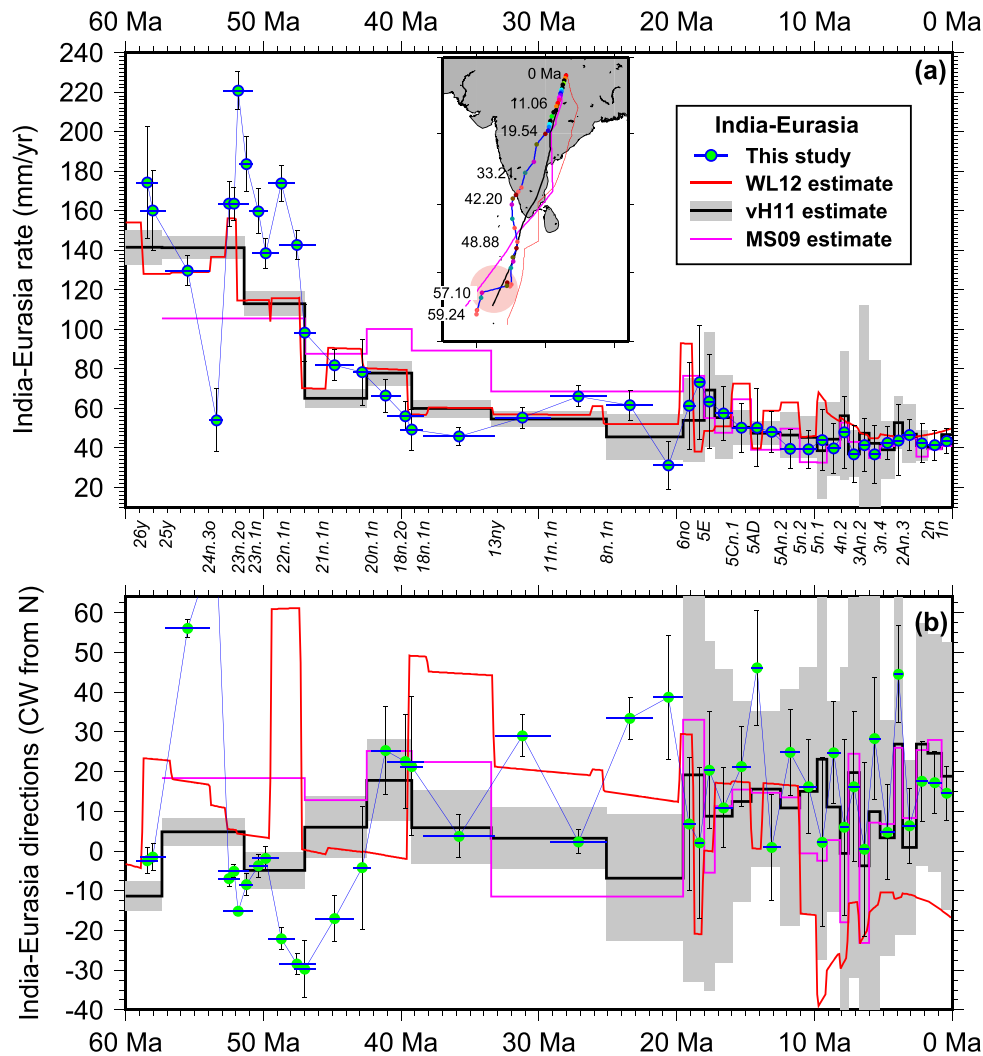 60 Ma 50 Ma 40 Ma 30 Ma 20 Ma 10 Ma 0 Ma
(a)
India-Eurasia rate (mm/yr)
240
220
200
180
160
140
120
100
80
60
40
20
0 Ma
11.06
19.54
33.21
42.20
48.88
57.10
59.24
India-Eurasia
This study
WL12 estimate
vH11 estimate
MS09 estimate
26y 25y 24n.3o 23n.2o 23n.1n 22n.1n 21n.1n 20n.1n 18n.2o 18n.1n 13ny 11n.1n 8n.1n 6no 5E 5Cn.1 5AD 5An.2 5n.2 5n.1 4n.2 3An.2 3n.4 2An.3 2n 1n
(b)
India-Eurasia directions (CW from N)
60
50
40
30
20
10
0
-10
-20
-30
-40
60 Ma 50 Ma 40 Ma 30 Ma 20 Ma 10 Ma 0 Ma